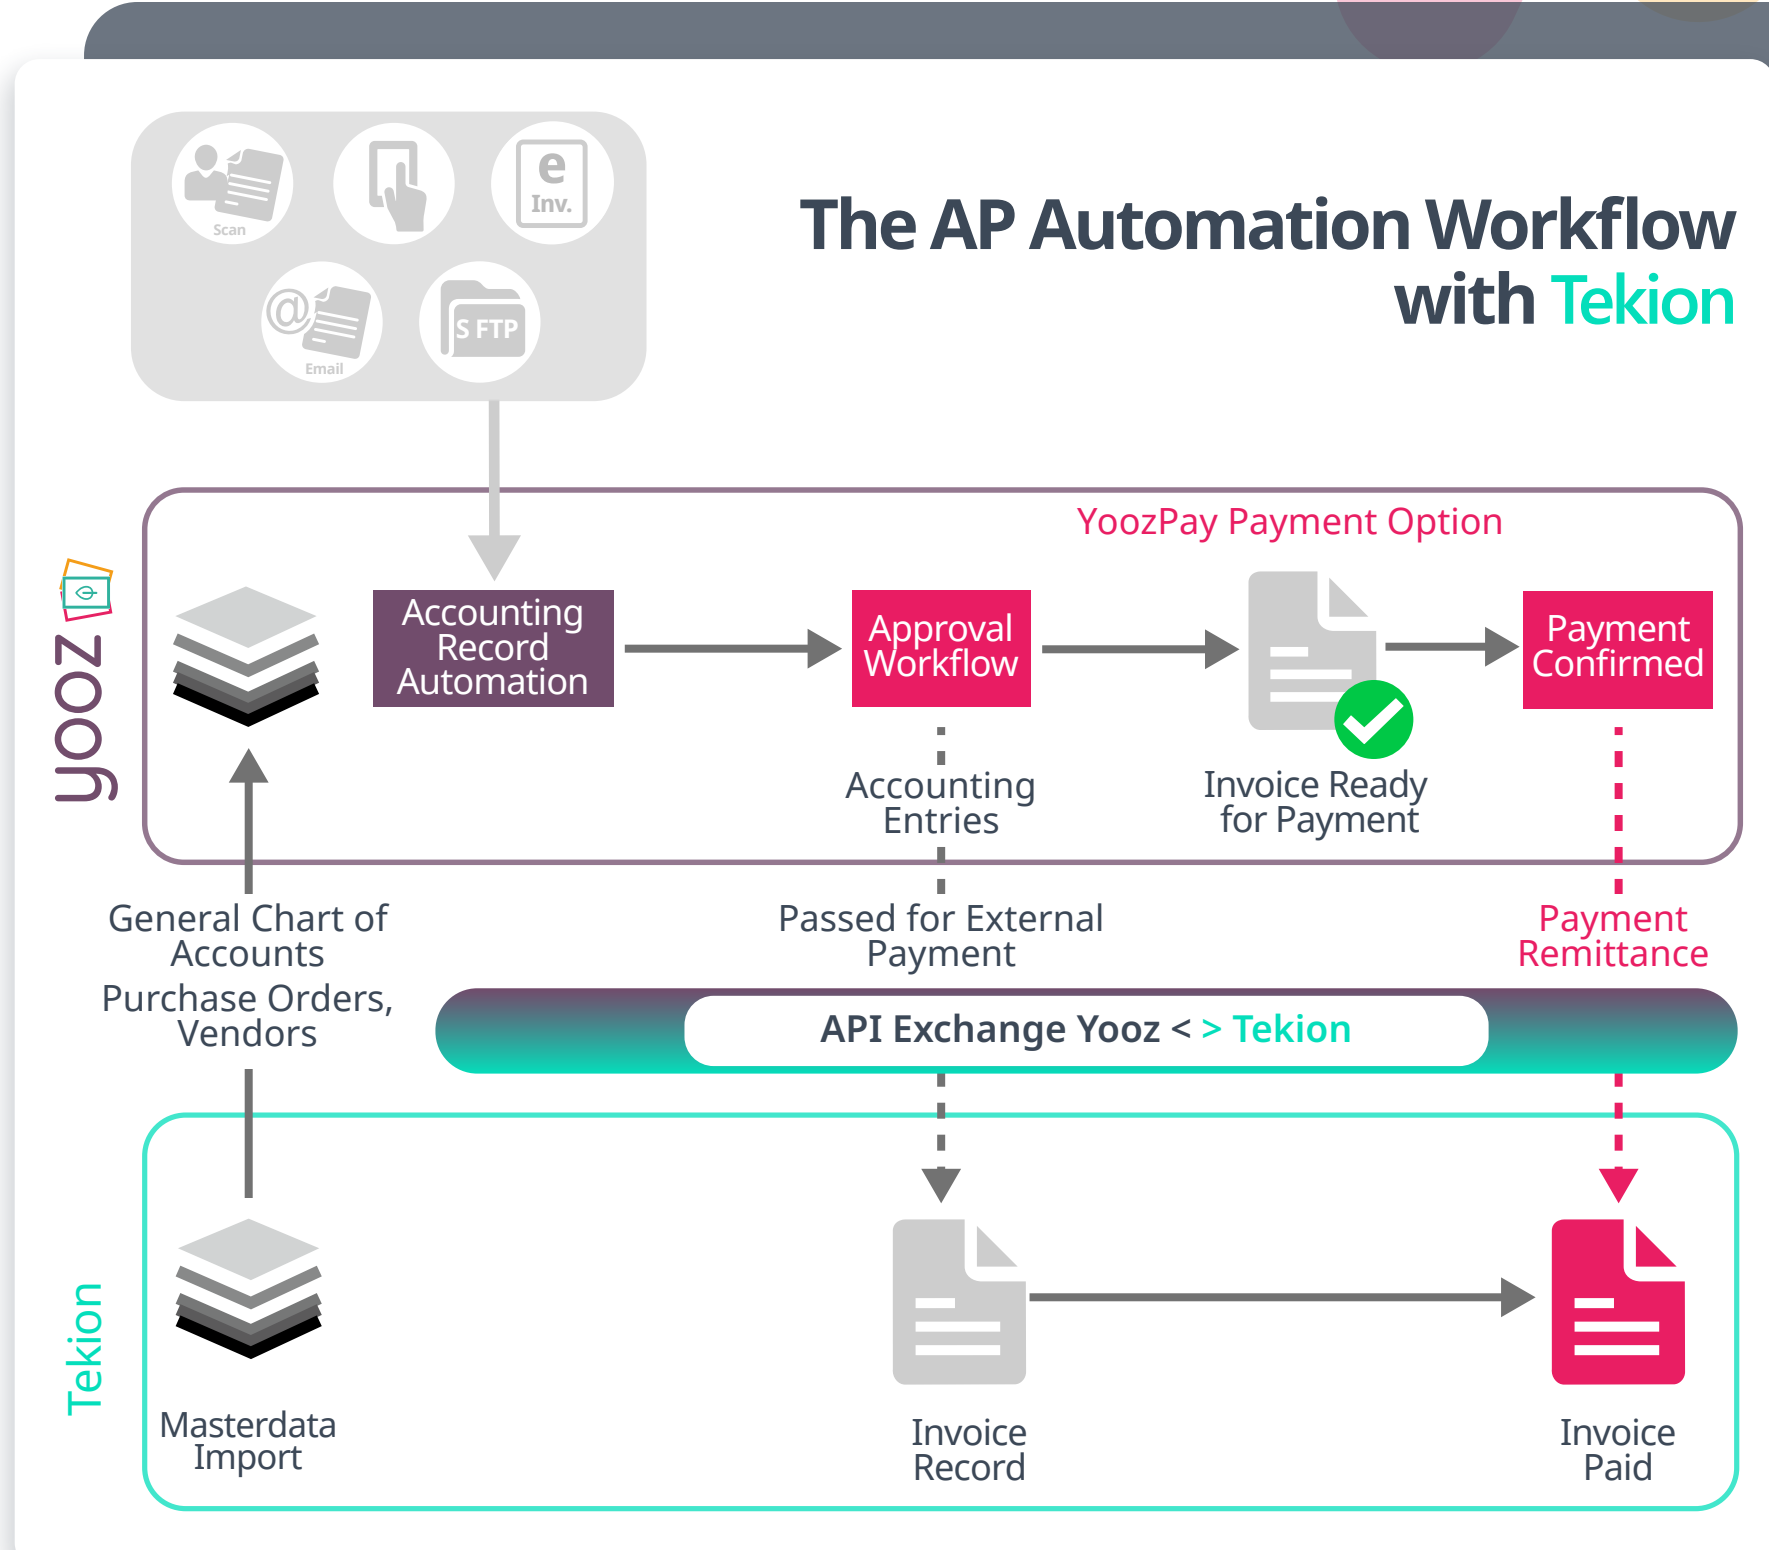 Scan
e
Inv.
@
Email
S FTP
The AP Automation Workflow
with Tekion
yooz
YoozPay Payment Option
Accounting
Record
Automation
Approval
Workflow
Payment
Confirmed
Accounting
Entries
Invoice Ready
for Payment
General Chart of
Accounts
Purchase Orders,
Vendors
Passed for External
Payment
Payment
Remittance
API Exchange Yooz < > Tekion
Tekion
Masterdata
Import
Invoice
Record
Invoice
Paid